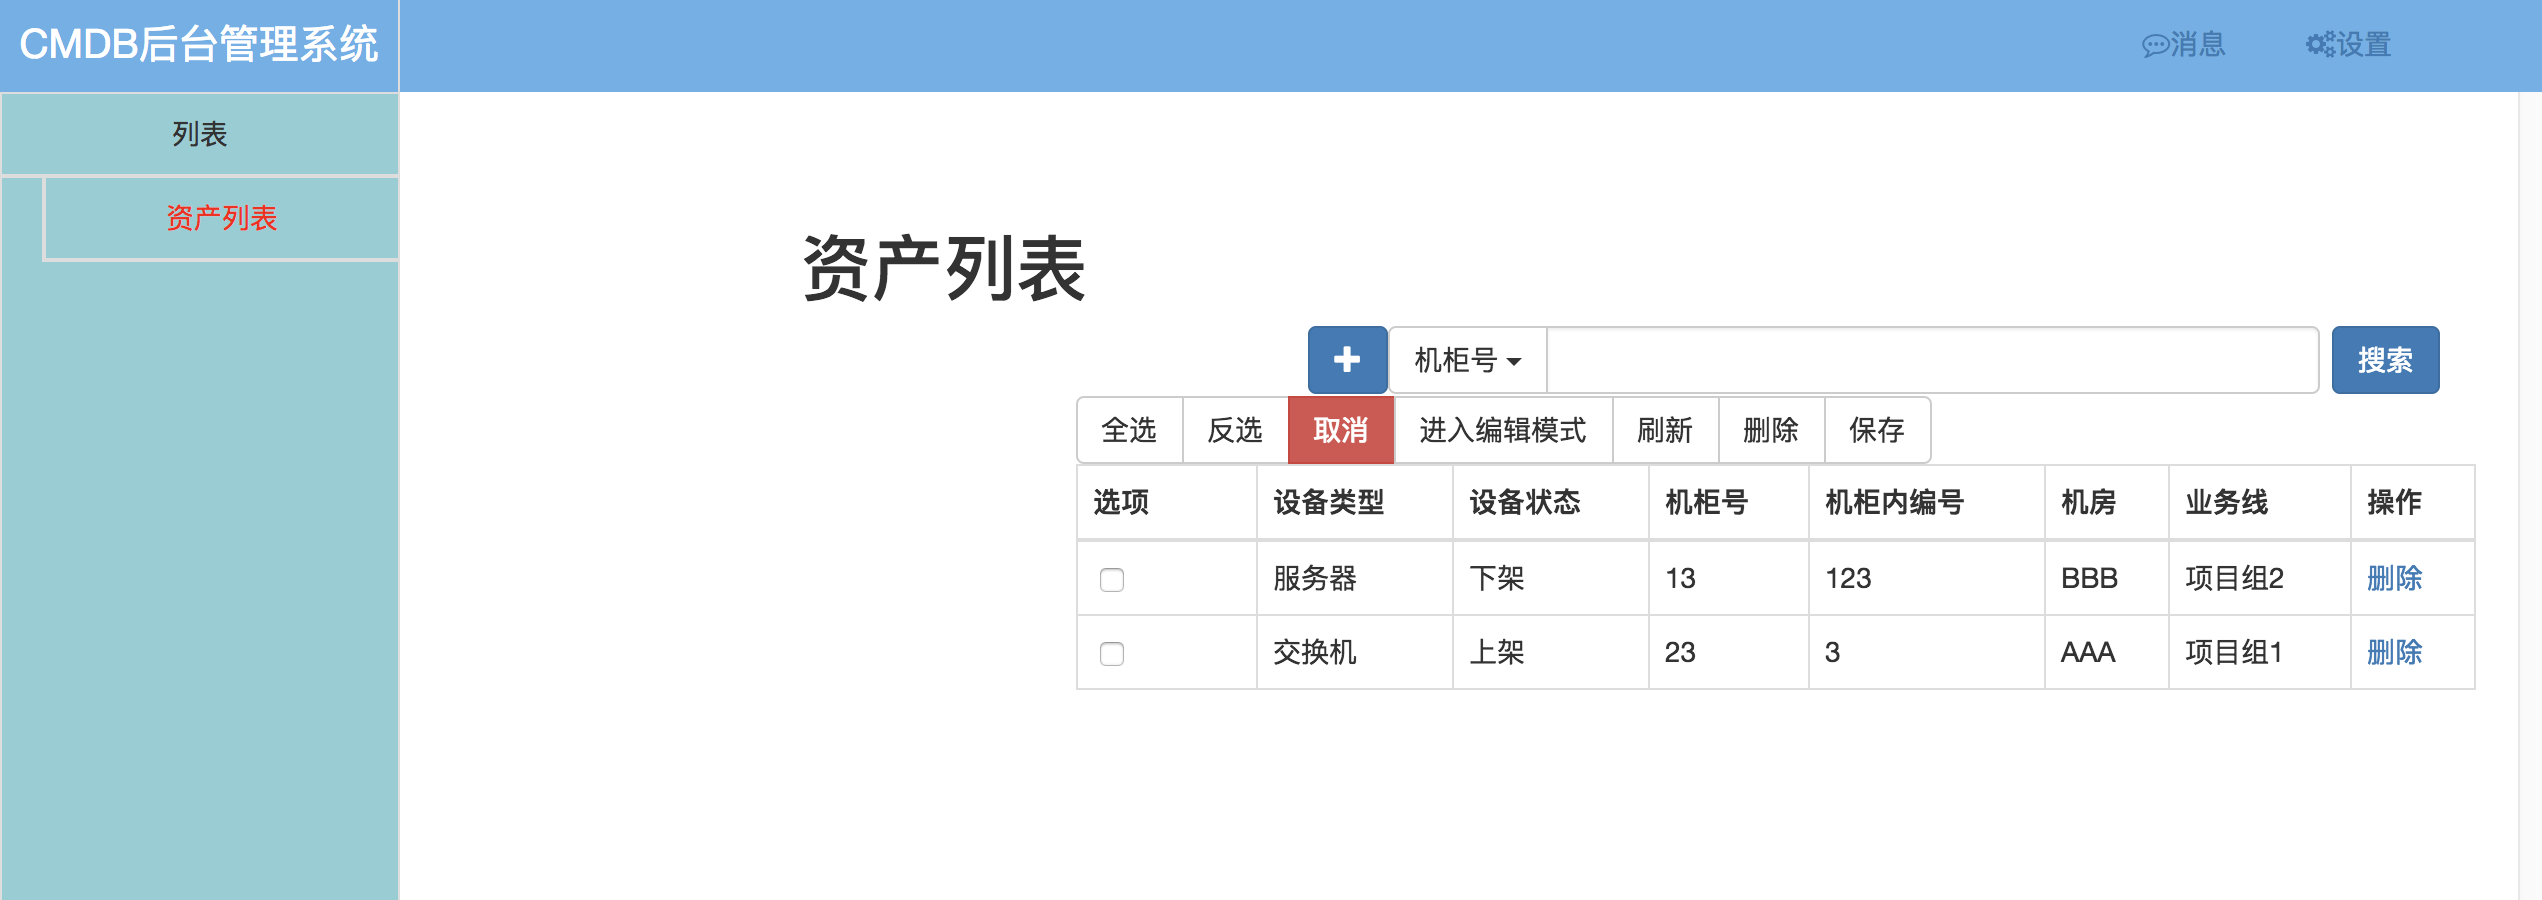 CMDB后台管理系统 消息 设置
列表
资产列表
资产列表
机柜号 搜索
全选 反选 取消 进入编辑模式 刷新 删除 保存
选项 设备类型 设备状态 机柜号 机柜内编号 机房 业务线 操作
服务器 下架 13 123 BBB 项目组2 删除
交换机 上架 23 3 AAA 项目组1 删除